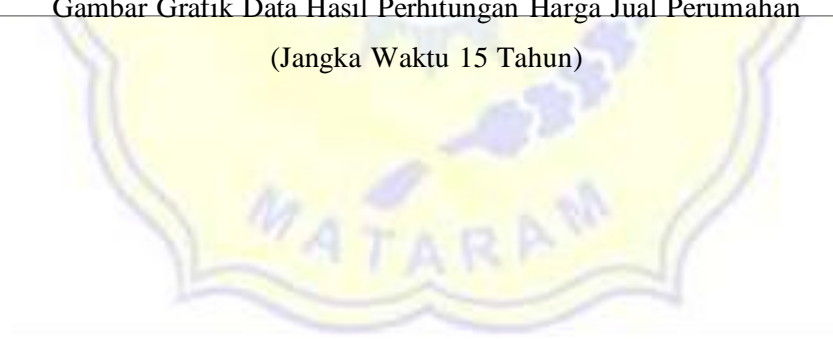 Gambar Grafik Data Hasil Perhitungan Harga Jual Perumahan
(Jangka Waktu 15 Tahun)
MATARAM